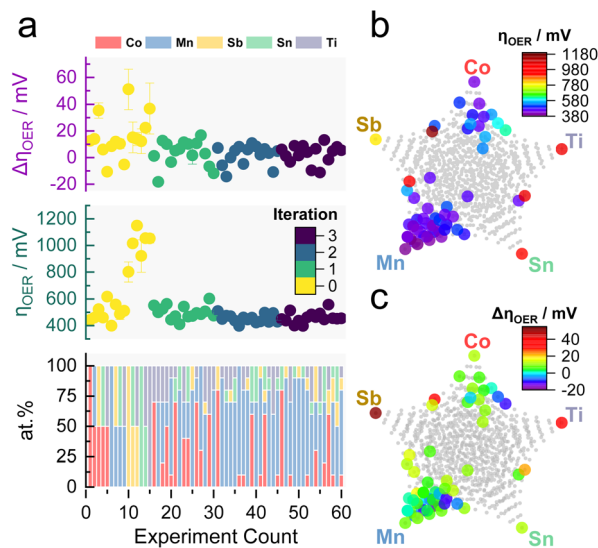 a
Co Mn Sb Sn Ti
ΔηOER / mV
60
40
20
0
-20
ηOER / mV
1200
1000
800
600
400
Iteration
3
2
1
0
at.%
100
75
50
25
0
0 10 20 30 40 50 60
Experiment Count
b
ηOER / mV
1180
980
780
580
380
Co
Sb
Ti
Mn
Sn
c
ΔηOER / mV
40
20
0
-20
Co
Sb
Ti
Mn
Sn